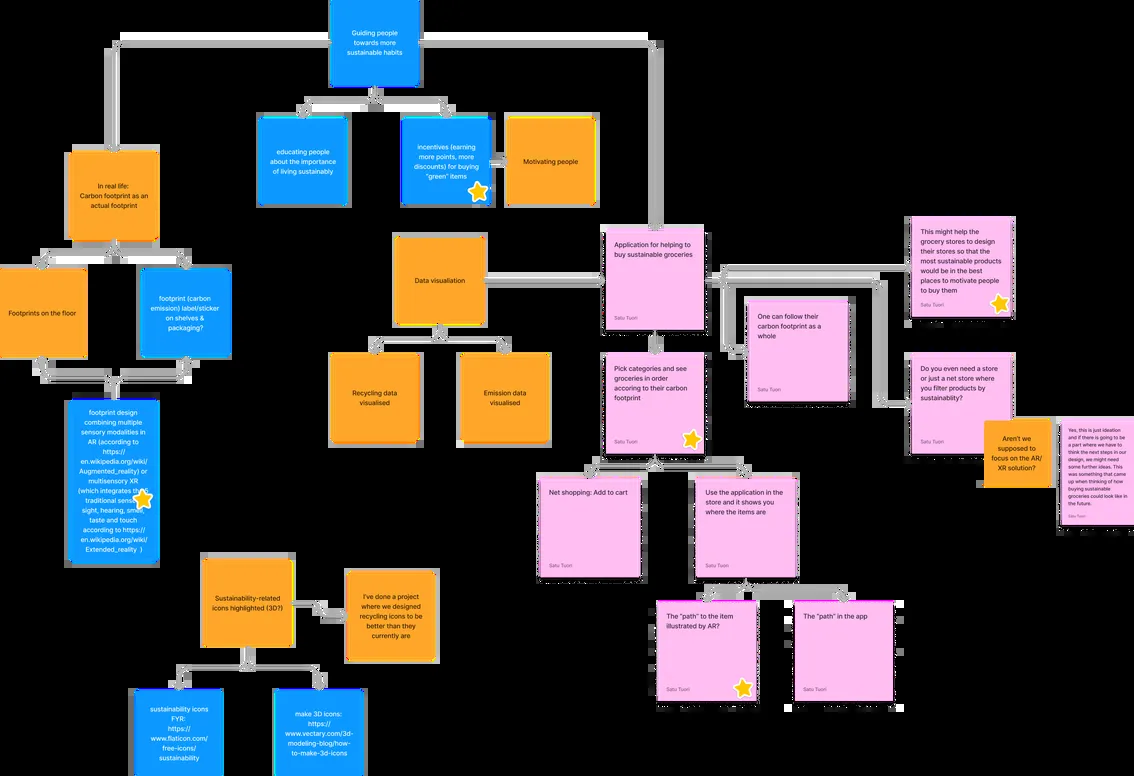 Guiding people
towards more
sustainable habits
educating people
about the importance
of living sustainably
incentives (earning
more points, more
discounts) for buying
"green" items
Motivating people
In real life:
Carbon footprint as an
actual footprint
Footprints on the floor
footprint (carbon
emission) label/sticker
on shelves &
packaging?
footprint design
combining multiple
sensory modalities in
AR (according to
https://
en.wikipedia.org/wiki/
Augmented_reality) or
multisensory XR
(which integrates the
traditional
sight, hearing, smell,
taste and touch
according to https://
en.wikipedia.org/wiki/
Extended_reality )
Data visualiation
Recycling data
visualised
Emission data
visualised
Application for helping to
buy sustainable groceries
Satu Tuori
This might help the
grocery stores to design
their stores so that the
most sustainable products
would be in the best
places to motivate people
to buy them
Satu Tuori
One can follow their
carbon footprint as a
whole
Satu Tuori
Pick categories and see
groceries in order
accoring to their carbon
footprint
Satu Tuori
Do you even need a store
or just a net store where
you filter products by
sustainablity?
Satu Tuori
Aren't we
supposed to
focus on the AR/
XR solution?
Yes, this is just ideation
and if there is going to be
a part where we have to
think the next steps in our
design, we might need
some further ideas. This
was something that came
up when thinking of how
buying sustainable
groceries could look like in
the future.
Satu Tuori
Net shopping: Add to cart
Satu Tuori
Use the application in the
store and it shows you
where the items are
Satu Tuori
The "path" to the item
illustrated by AR?
Satu Tuori
The "path" in the app
Satu Tuori
Sustainability-related
icons highlighted (3D?)
I've done a project
where we designed
recycling icons to be
better than they
currently are
sustainability icons
FYR:
https://
www.flaticon.com/
free-icons/
sustainability
make 3D icons:
https://
www.vectary.com/3d-
modeling-blog/how-
to-make-3d-icons